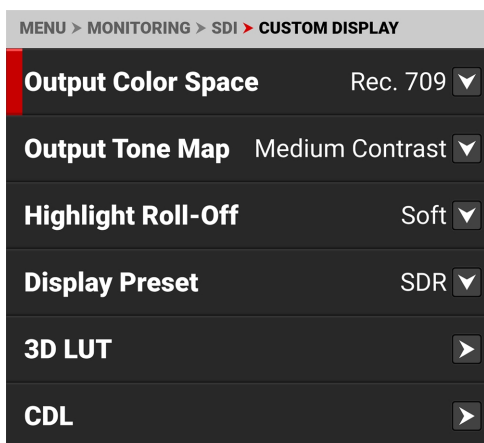 MENU > MONITORING > SDI > CUSTOM DISPLAY
Output Color Space Rec. 709
Output Tone Map Medium Contrast
Highlight Roll-Off Soft
Display Preset SDR
3D LUT
CDL